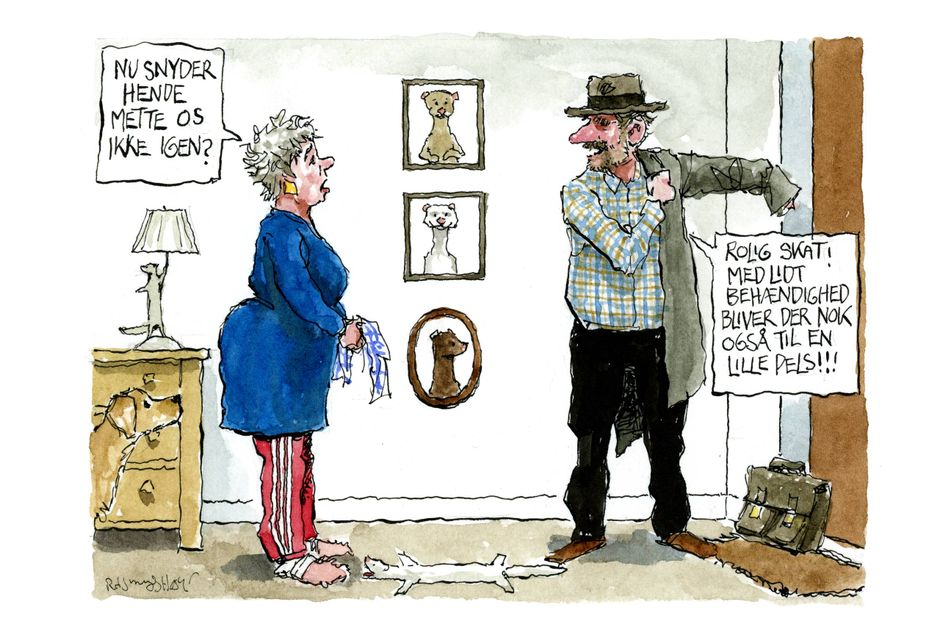 NU SNYDER
HENDE
METTE OS
IKKE IGEN?
ROLIG SKAT!
MED LIDT
BEHÆNDIGHED
BLIVER DER NOK
OGSÅ TIL EN
LILLE PELS!!!